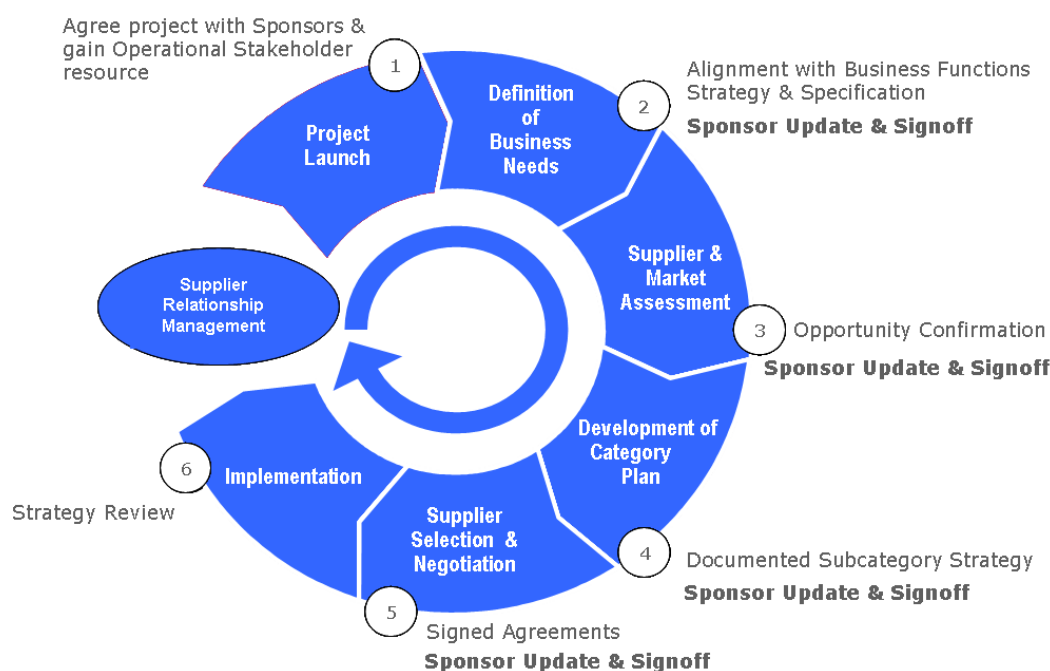 Agree project with Sponsors &
gain Operational Stakeholder
resource
1
Project
Launch
Definition
of
Business
Needs
2
Alignment with Business Functions
Strategy & Specification
Sponsor Update & Signoff
Supplier &
Market
Assessment
3
Opportunity Confirmation
Sponsor Update & Signoff
Development of
Category
Plan
4
Documented Subcategory Strategy
Sponsor Update & Signoff
Supplier
Selection &
Negotiation
5
Signed Agreements
Sponsor Update & Signoff
Implementation
6
Strategy Review
Supplier
Relationship
Management